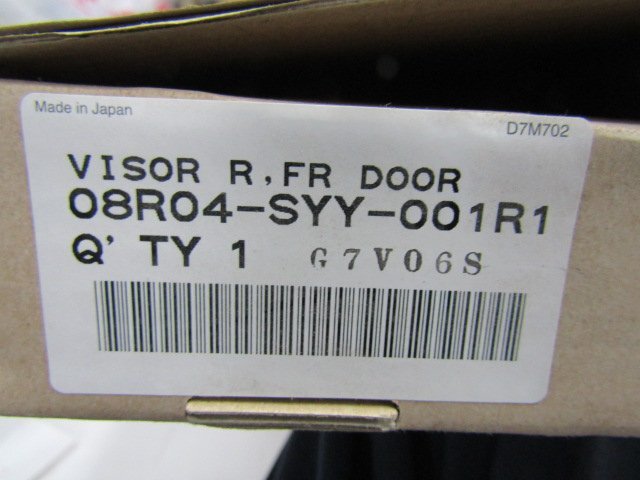 Made in Japan
D7M702
VISOR R,FR DOOR
08R04-SYY-001R1
Q'TY 1 G7V06S